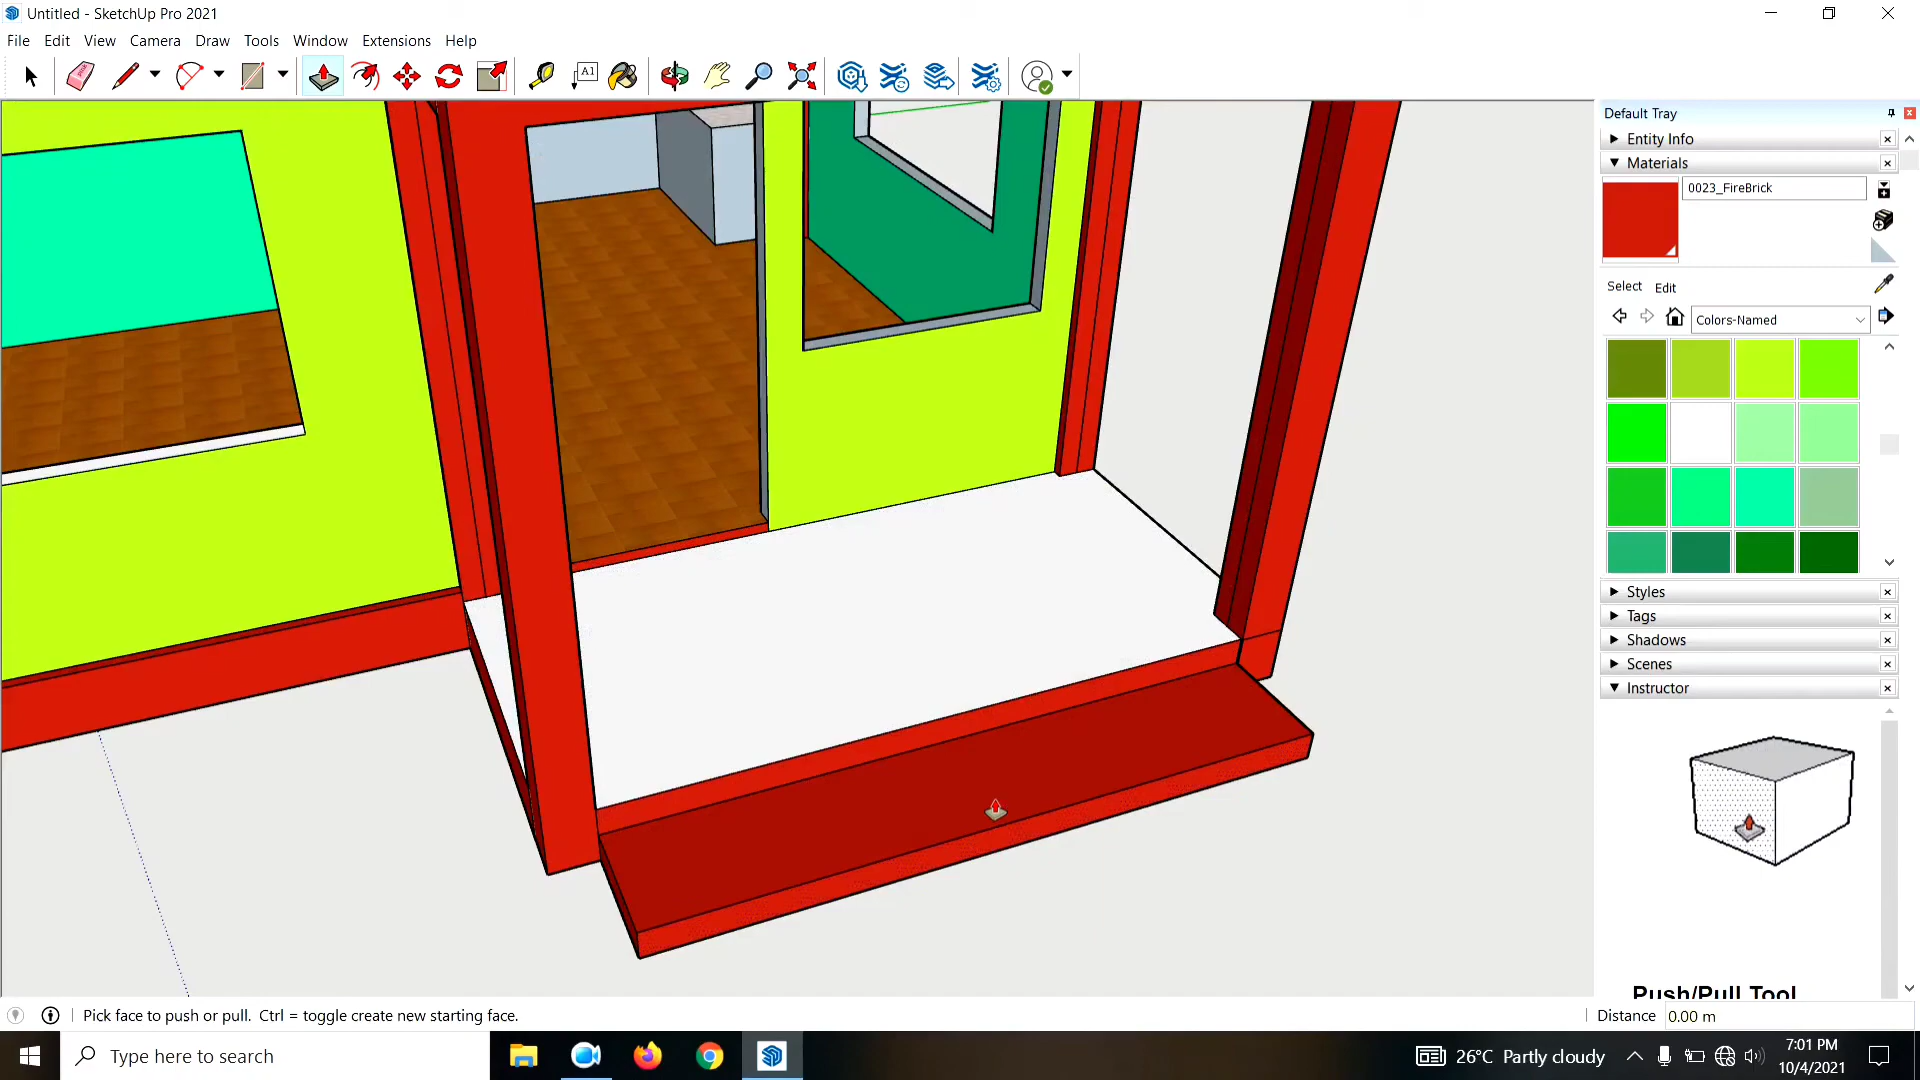 Untitled - SketchUp Pro 2021
File Edit View Camera Draw Tools Window Extensions Help
A1
Default Tray
Entity Info
Materials
0023_FireBrick
Select Edit
Colors-Named
Styles
Tags
Shadows
Scenes
Instructor
Push/Pull Tool
Pick face to push or pull. Ctrl = toggle create new starting face.
Distance 0.00 m
Type here to search
26°C Partly cloudy
7:01 PM
10/4/2021